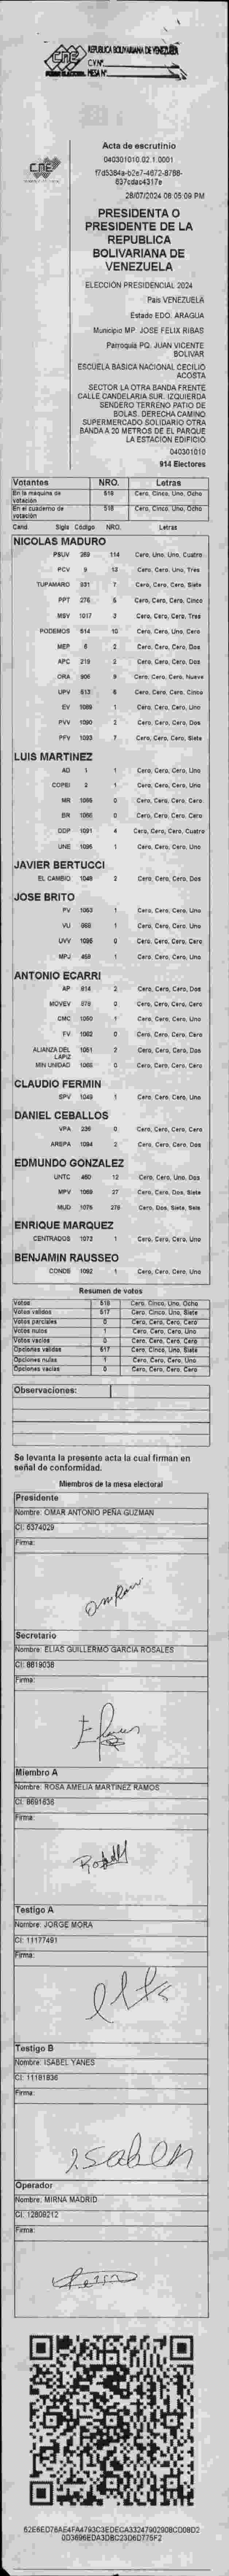 CNE
REPUBLICA BOLIVARIANA DE VENEZUELA
CV Nº
PODER ELECTORAL MESA Nº
CNE
Acta de escrutinio
040301010.02.1.0001
f7d5384a-b2e7-4672-8788-
637cdac4317e
28/07/2024 06:05:09 PM
PRESIDENTA O
PRESIDENTE DE LA
REPUBLICA
BOLIVARIANA DE
VENEZUELA
ELECCIÓN PRESIDENCIAL 2024
País VENEZUELA
Estado EDO. ARAGUA
Municipio MP. JOSE FELIX RIBAS
Parroquia PQ. JUAN VICENTE
BOLIVAR
ESCUELA BÁSICA NACIONAL CECILIO
ACOSTA
SECTOR LA OTRA BANDA FRENTE
CALLE CANDELARIA SUR. IZQUIERDA
SENDERO TERRENO PATIO DE
BOLAS. DERECHA CAMINO
SUPERMERCADO SOLIDARIO OTRA
BANDA A 20 METROS DE EL PARQUE
LA ESTACIÓN EDIFICIO
040301010
914 Electores
Votantes NRO. Letras
En la máquina de votación 518 Cero, Cinco, Uno, Ocho
En el cuaderno de votación 518 Cero, Cinco, Uno, Ocho
Cand Sigla Código NRO. Letras
NICOLAS MADURO
PSUV 269 114 Cero, Uno, Uno, Cuatro
PCV 9 13 Cero, Cero, Uno, Tres
TUPAMARO 931 7 Cero, Cero, Cero, Siete
PPT 276 5 Cero, Cero, Cero, Cinco
MSV 1017 3 Cero, Cero, Cero, Tres
PODEMOS 514 10 Cero, Cero, Uno, Cero
MEP 6 2 Cero, Cero, Cero, Dos
APC 219 2 Cero, Cero, Cero, Dos
ORA 906 9 Cero, Cero, Cero, Nueve
UPV 513 5 Cero, Cero, Cero, Cinco
EV 1089 1 Cero, Cero, Cero, Uno
PVV 1090 2 Cero, Cero, Cero, Dos
PFV 1093 7 Cero, Cero, Cero, Siete
LUIS MARTINEZ
AD 1 1 Cero, Cero, Cero, Uno
COPEI 2 1 Cero, Cero, Cero, Uno
MR 1065 0 Cero, Cero, Cero, Cero
BR 1066 0 Cero, Cero, Cero, Cero
DDP 1091 4 Cero, Cero, Cero, Cuatro
UNE 1096 1 Cero, Cero, Cero, Uno
JAVIER BERTUCCI
EL CAMBIO 1048 2 Cero, Cero, Cero, Dos
JOSE BRITO
PV 1053 1 Cero, Cero, Cero, Uno
VU 968 1 Cero, Cero, Cero, Uno
UVV 1095 0 Cero, Cero, Cero, Cero
MPJ 458 1 Cero, Cero, Cero, Uno
ANTONIO ECARRI
AP 914 2 Cero, Cero, Cero, Dos
MOVEV 978 0 Cero, Cero, Cero, Cero
CMC 1050 1 Cero, Cero, Cero, Uno
FV 1062 0 Cero, Cero, Cero, Cero
ALIANZA DEL LAPIZ 1051 2 Cero, Cero, Cero, Dos
MIN UNIDAD 1088 0 Cero, Cero, Cero, Cero
CLAUDIO FERMIN
SPV 1049 1 Cero, Cero, Cero, Uno
DANIEL CEBALLOS
VPA 236 0 Cero, Cero, Cero, Cero
AREPA 1094 2 Cero, Cero, Cero, Dos
EDMUNDO GONZALEZ
UNTC 460 12 Cero, Cero, Uno, Dos
MPV 1069 27 Cero, Cero, Dos, Siete
MUD 1076 276 Cero, Dos, Siete, Seis
ENRIQUE MARQUEZ
CENTRADOS 1073 1 Cero, Cero, Cero, Uno
BENJAMIN RAUSSEO
CONDE 1092 1 Cero, Cero, Cero, Uno
Resumen de votos
Votos 518 Cero, Cinco, Uno, Ocho
Votos válidos 517 Cero, Cinco, Uno, Siete
Votos parciales 0 Cero, Cero, Cero, Cero
Votos nulos 1 Cero, Cero, Cero, Uno
Votos vacíos 0 Cero, Cero, Cero, Cero
Opciones válidas 517 Cero, Cinco, Uno, Siete
Opciones nulas 1 Cero, Cero, Cero, Uno
Opciones vacías 0 Cero, Cero, Cero, Cero
Observaciones:
Se levanta la presente acta la cual firman en
señal de conformidad.
Miembros de la mesa electoral
Presidente
Nombre: OMAR ANTONIO PEÑA GUZMAN
CI: 6374029
Firma:
Secretario
Nombre: ELIAS GUILLERMO GARCIA ROSALES
CI: 8819038
Firma:
Miembro A
Nombre: ROSA AMELIA MARTINEZ RAMOS
CI: 8691636
Firma:
Testigo A
Nombre: JORGE MORA
CI: 11177491
Firma:
Testigo B
Nombre: ISABEL YANES
CI: 11181836
Firma:
Isabel
Operador
Nombre: MIRNA MADRID
CI: 12809212
Firma: